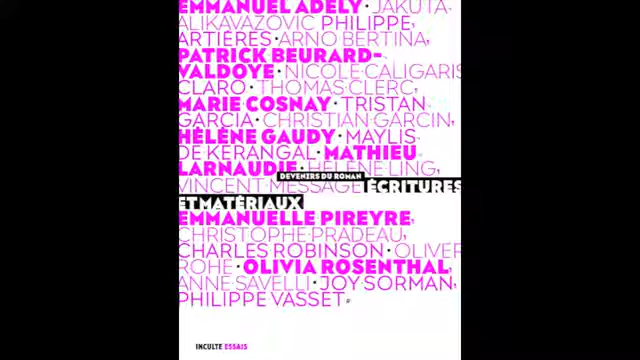 EMMANUEL ADELY · JAKUTA
ALIKAVAZOVIC PHILIPPE,
ARTIÈRES · ARNO BERTINA,
PATRICK BEURARD-
VALDOYE · NICOLE CALIGARIS
CLARO · THOMAS CLERC,
MARIE COSNAY · TRISTAN
GARCIA · CHRISTIAN GARCIN,
HÉLÈNE GAUDY · MAYLIS
DE KERANGAL · MATHIEU
LARNAUDIE · HÉLÈNE LING,
DEVENIRS DU ROMAN
VINCENT MESSAGE ÉCRITURES
ET MATÉRIAUX
EMMANUELLE PIREYRE,
CHRISTOPHE PRADEAU,
CHARLES ROBINSON · OLIVER
ROHE · OLIVIA ROSENTHAL,
ANNE SAVELLI · JOY SORMAN,
PHILIPPE VASSET
INCULTE ESSAIS